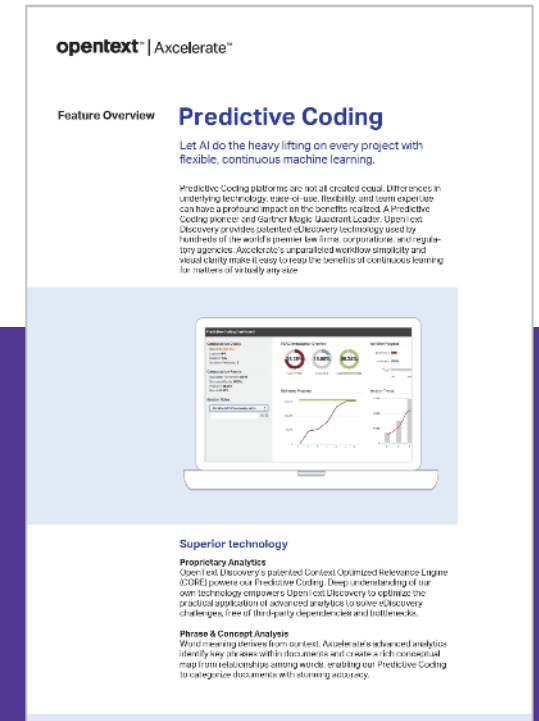 opentext™ | Axcelerate™
Feature Overview
Predictive Coding
Let AI do the heavy lifting on every project with
flexible, continuous machine learning.
Predictive Coding platforms are not all created equal. Differences in
underlying technology, ease-of-use, flexibility, and team expertise
can have a profound impact on the benefits realized. A Predictive
Coding pioneer and Gartner Magic Quadrant Leader, OpenText
Discovery provides patented eDiscovery technology used by
hundreds of the world's premier law firms, corporations, and regula-
tory agencies. Axcelerate's unparalleled workflow simplicity and
visual clarity make it easy to reap the benefits of continuous learning
for matters of virtually any size
Predictive Coding Dashboard
Superior technology
Proprietary Analytics
OpenText Discovery's patented Context Optimized Relevance Engine
(CORE) powers our Predictive Coding. Deep understanding of our
own technology empowers OpenText Discovery to optimize the
practical application of advanced analytics to solve eDiscovery
challenges, free of third-party dependencies and bottlenecks.
Phrase & Concept Analysis
Word meaning derives from context. Axcelerate's advanced analytics
identify key phrases within documents and create a rich conceptual
map from relationships among words, enabling our Predictive Coding
to categorize documents with stunning accuracy.